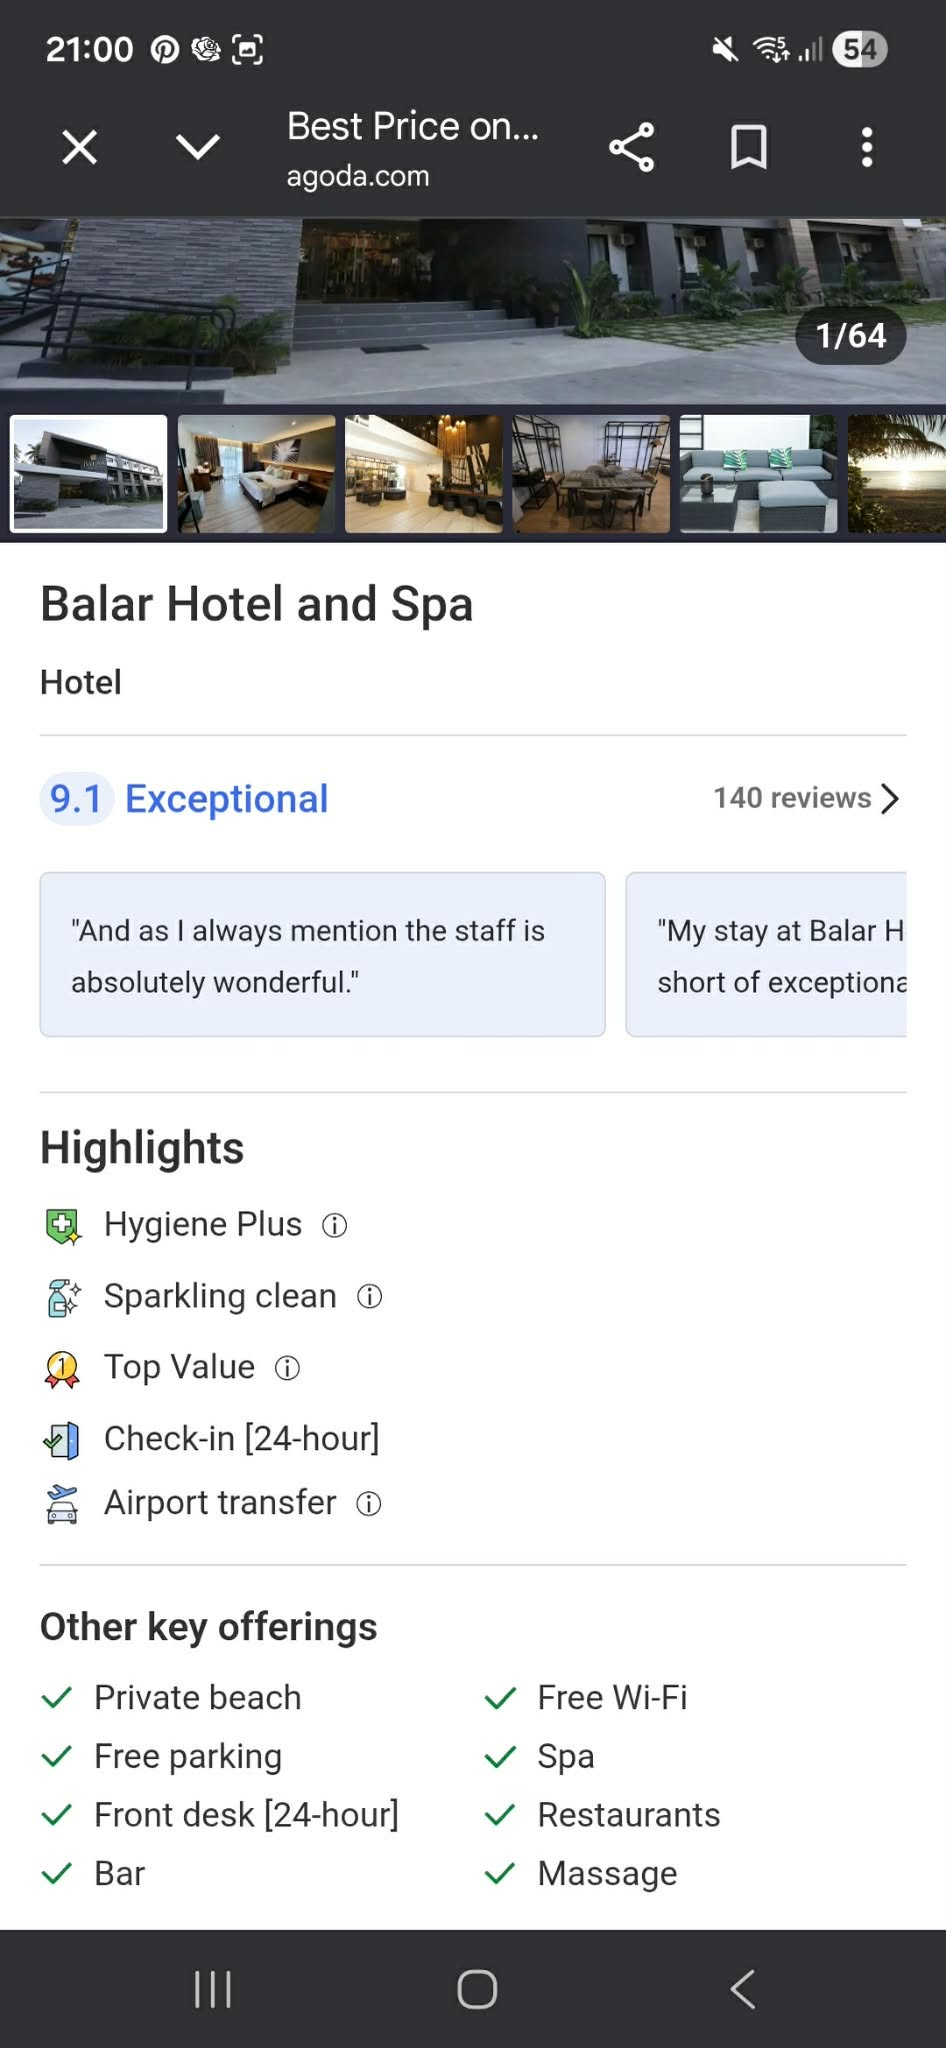 21:00
54
Best Price on...
agoda.com
1/64
Balar Hotel and Spa
Hotel
9.1 Exceptional
140 reviews
"And as I always mention the staff is
absolutely wonderful."
"My stay at Balar H
short of exceptiona
Highlights
Hygiene Plus
Sparkling clean
Top Value
Check-in [24-hour]
Airport transfer
Other key offerings
Private beach
Free Wi-Fi
Free parking
Spa
Front desk [24-hour]
Restaurants
Bar
Massage